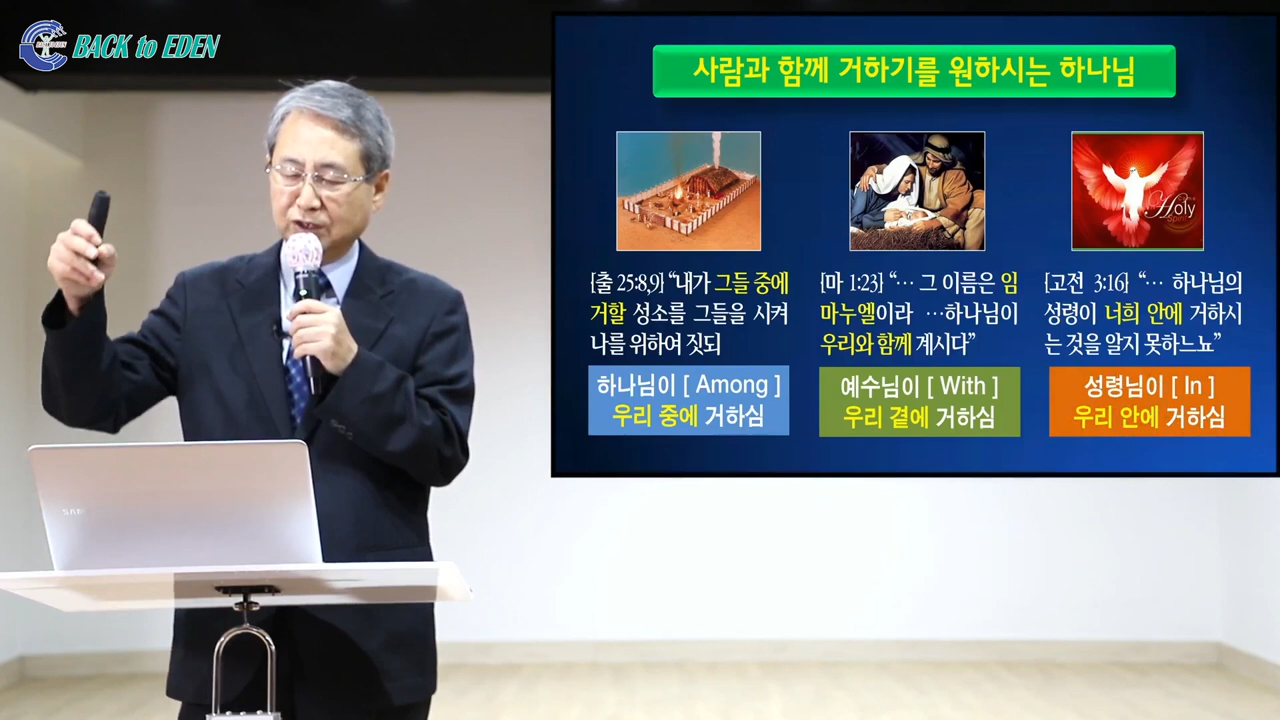 BACK to EDEN
사람과 함께 거하기를 원하시는 하나님
Holy
Spirit
[출 25:8,9] “내가 그들 중에
거할 성소를 그들을 시켜
나를 위하여 짓되
하나님이 [ Among ]
우리 중에 거하심
[마 1:23] “… 그 이름은 임
마누엘이라 …하나님이
우리와 함께 계시다”
예수님이 [ With ]
우리 곁에 거하심
[고전 3:16] “… 하나님의
성령이 너희 안에 거하시
는 것을 알지 못하느뇨”
성령님이 [ In ]
우리 안에 거하심